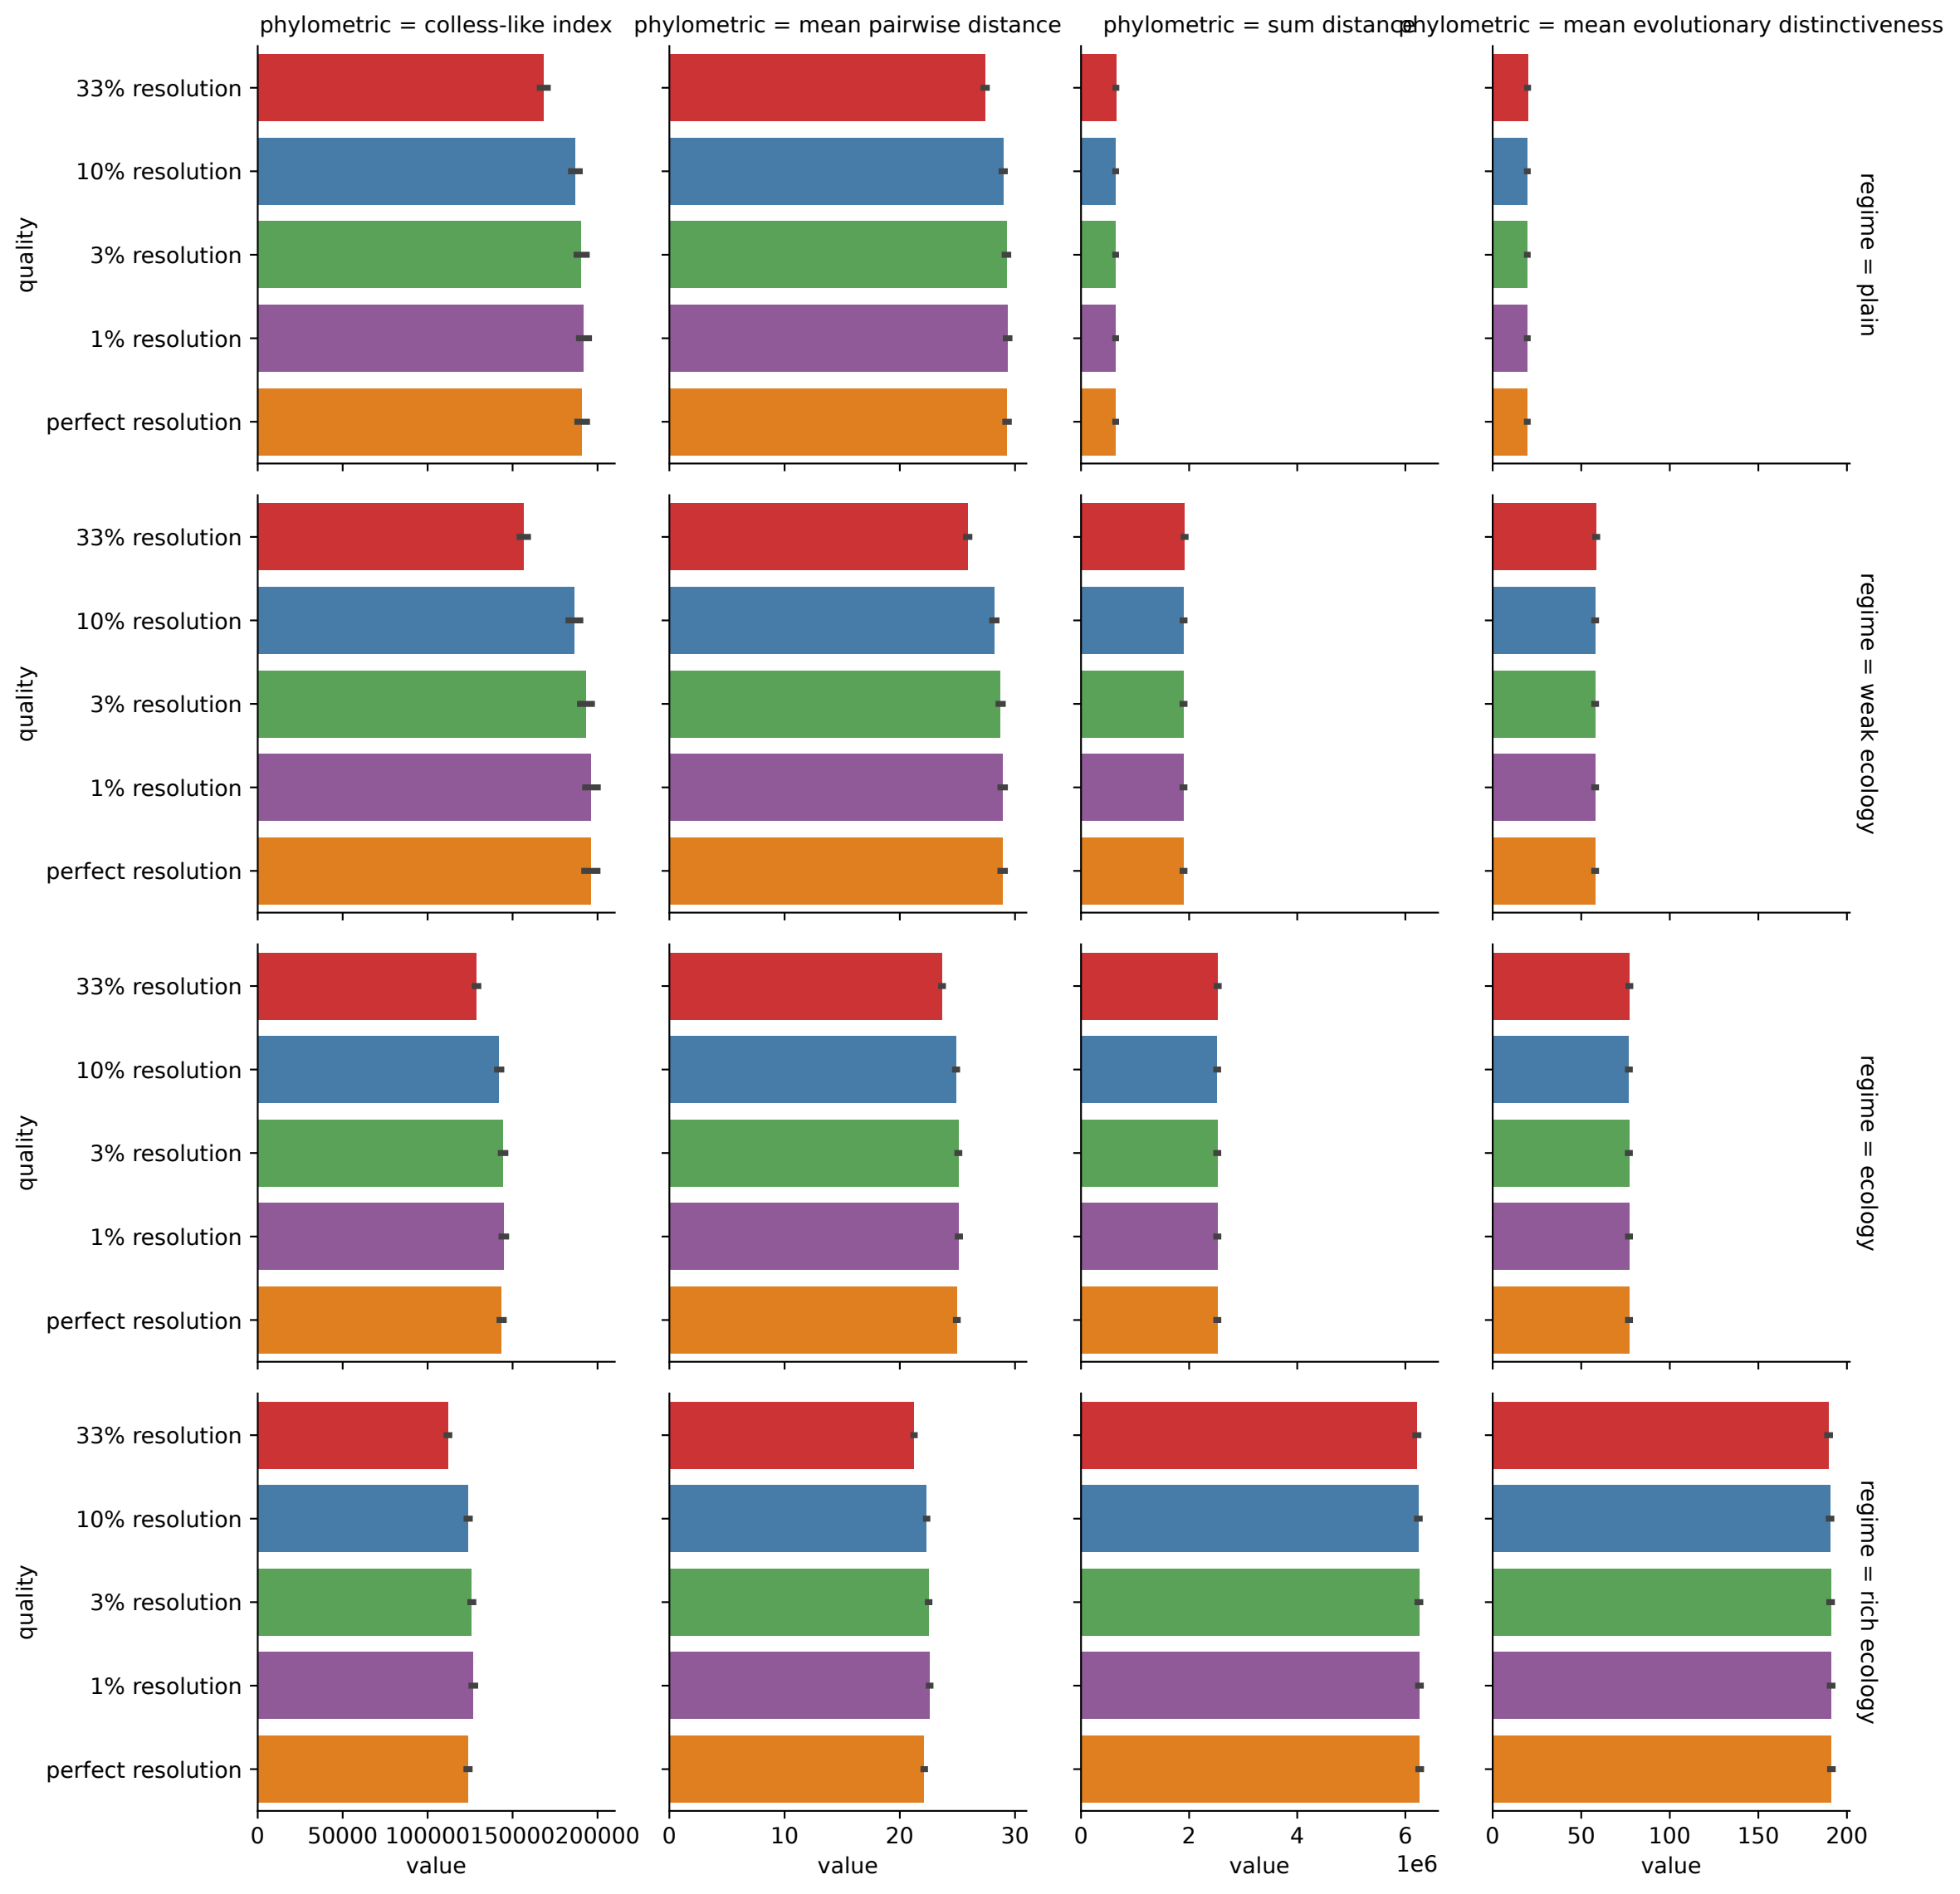 phylometric = colless-like index
phylometric = mean pairwise distance
phylometric = sum distance
phylometric = mean evolutionary distinctiveness
quality
33% resolution
10% resolution
3% resolution
1% resolution
perfect resolution
regime = plain
quality
33% resolution
10% resolution
3% resolution
1% resolution
perfect resolution
regime = weak ecology
quality
33% resolution
10% resolution
3% resolution
1% resolution
perfect resolution
regime = ecology
quality
33% resolution
10% resolution
3% resolution
1% resolution
perfect resolution
regime = rich ecology
0 50000 100000 150000 200000
value
0 10 20 30
value
0 2 4 6
1e6
value
0 50 100 150 200
value